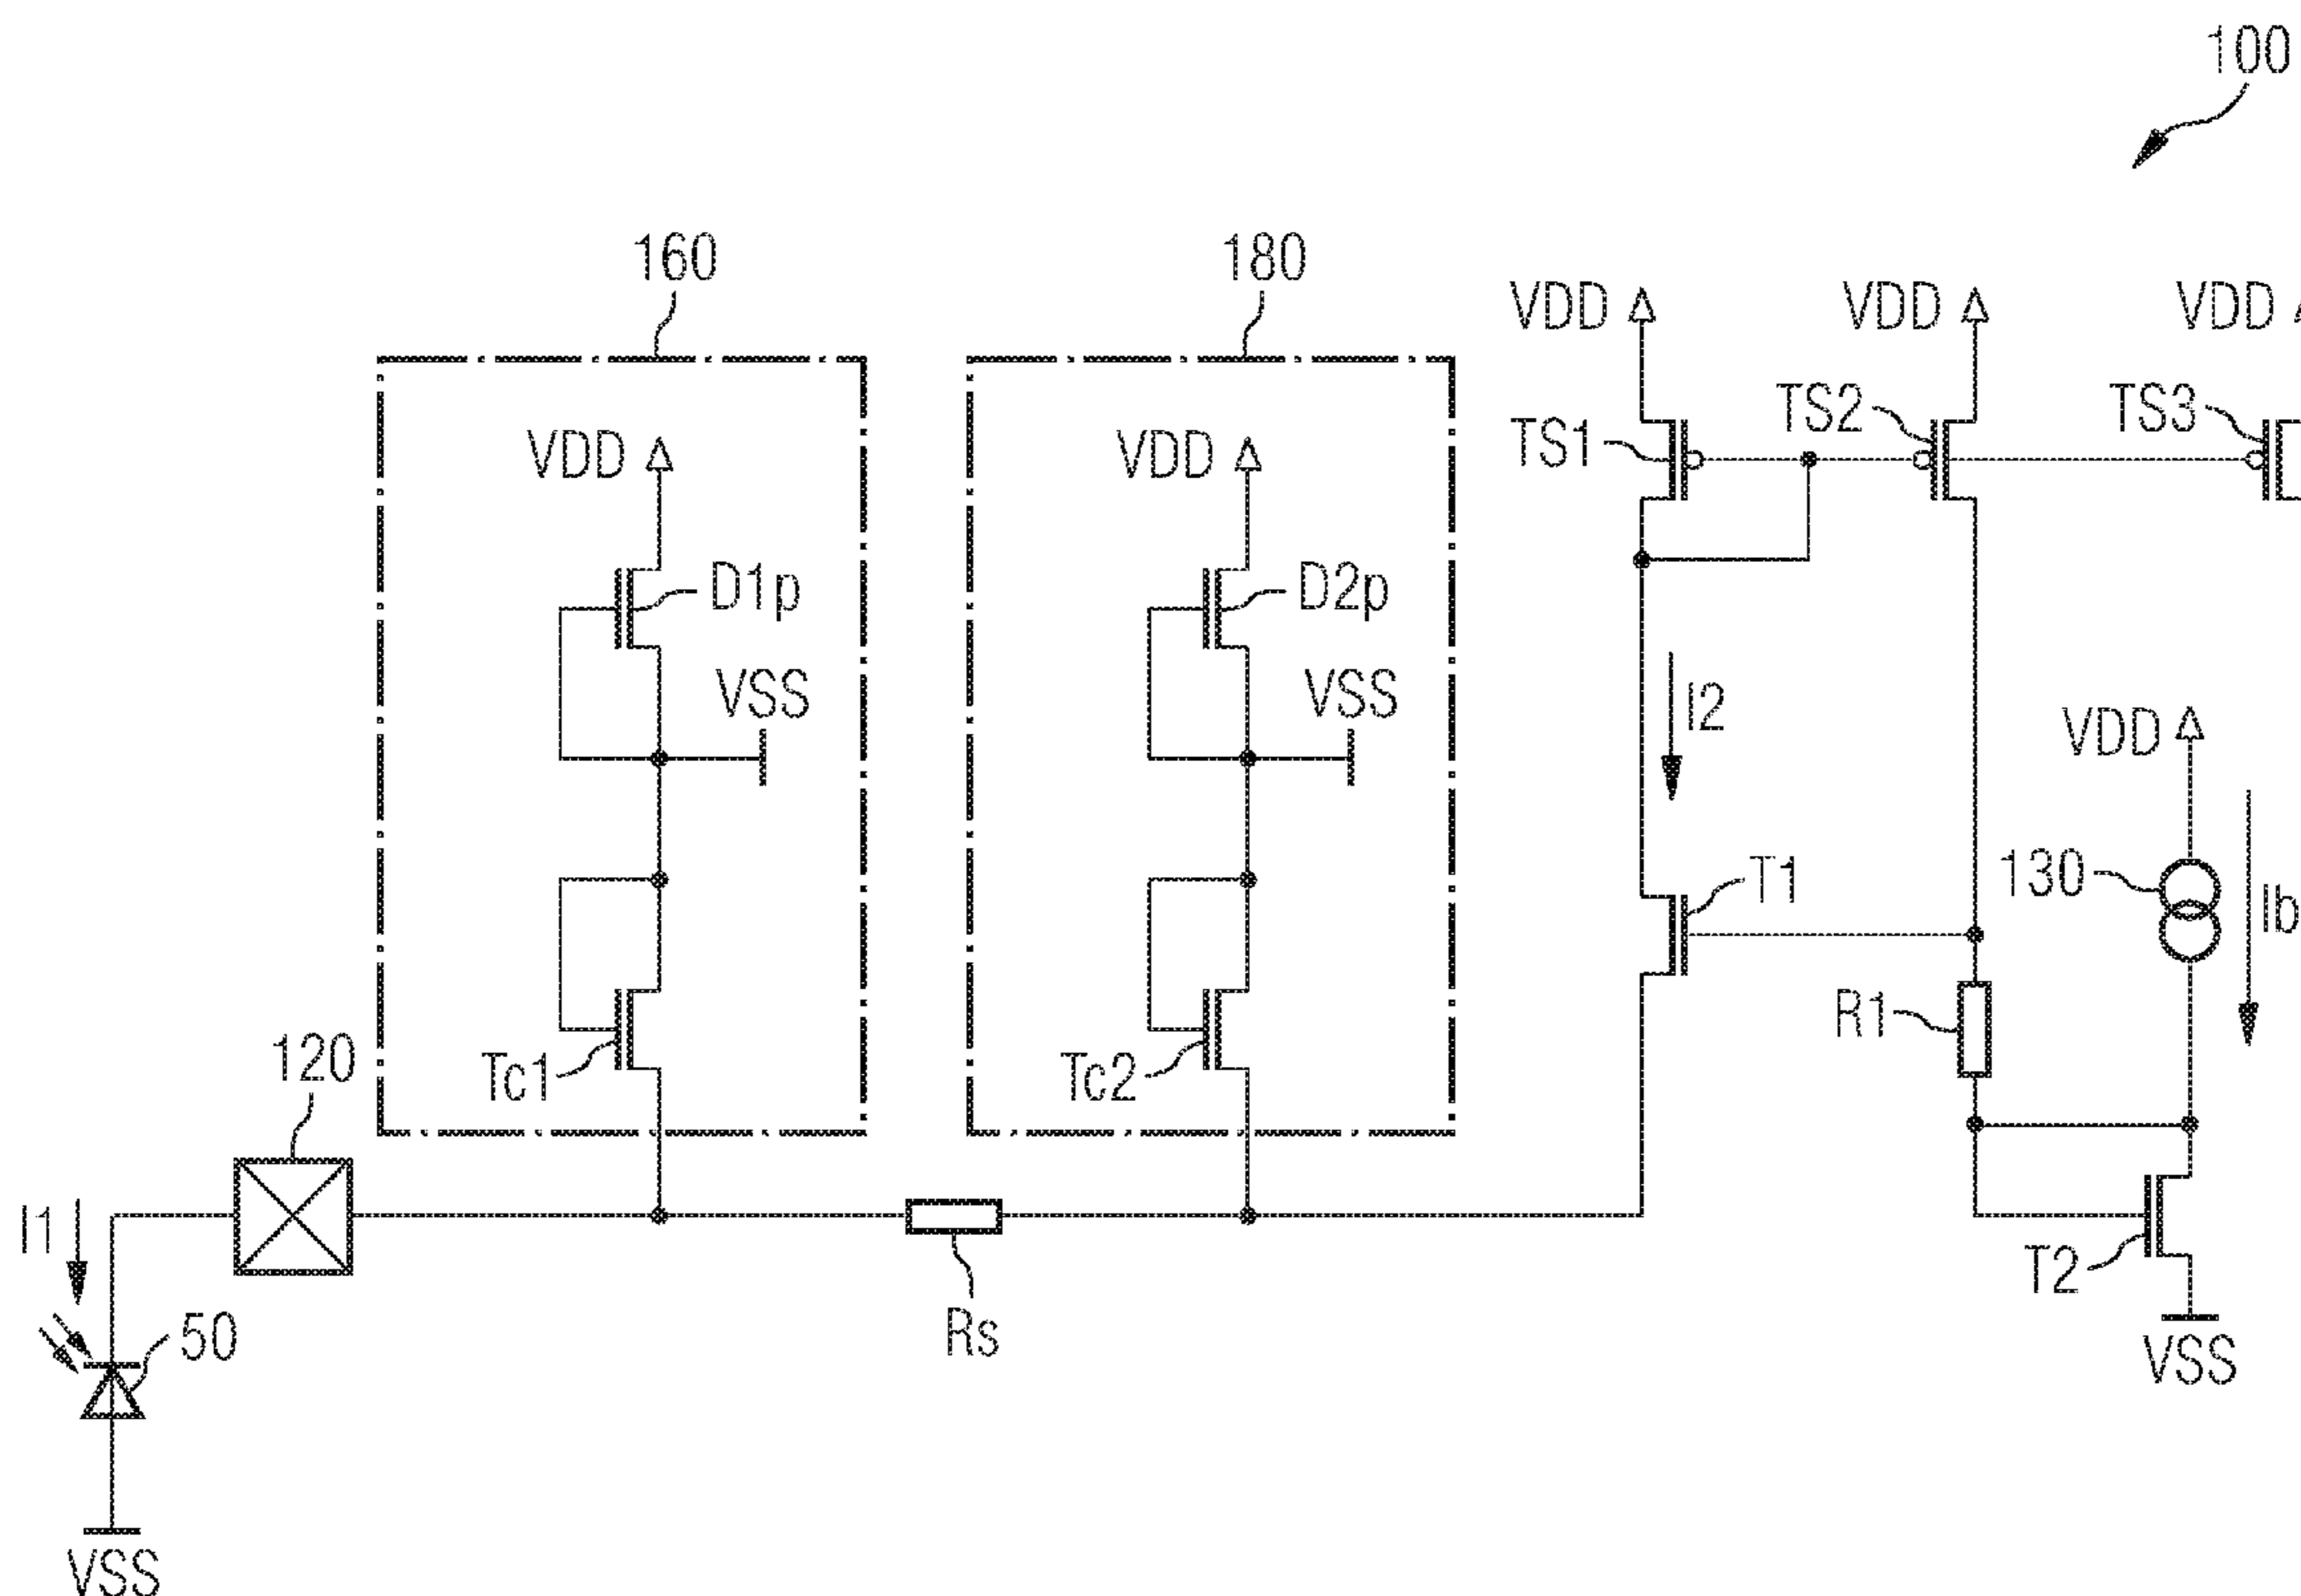 100
160
180
VDD
VDD
VDD
TS1
TS2
TS3
VDD
VDD
D1p
D2p
VSS
VSS
I2
VDD
T1
130
Ib
R1
120
Tc1
Tc2
I1
50
Rs
T2
VSS
VSS